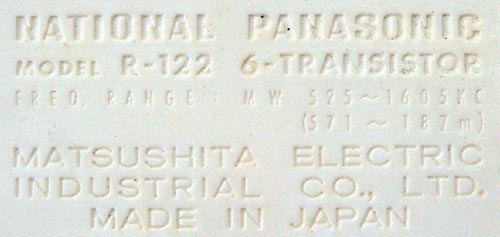 NATIONAL PANASONIC
MODEL R-122 6-TRANSISTOR
FREQ. RANGE: MW 525~1605KC
(571~187m)
MATSUSHITA ELECTRIC
INDUSTRIAL CO., LTD.
MADE IN JAPAN